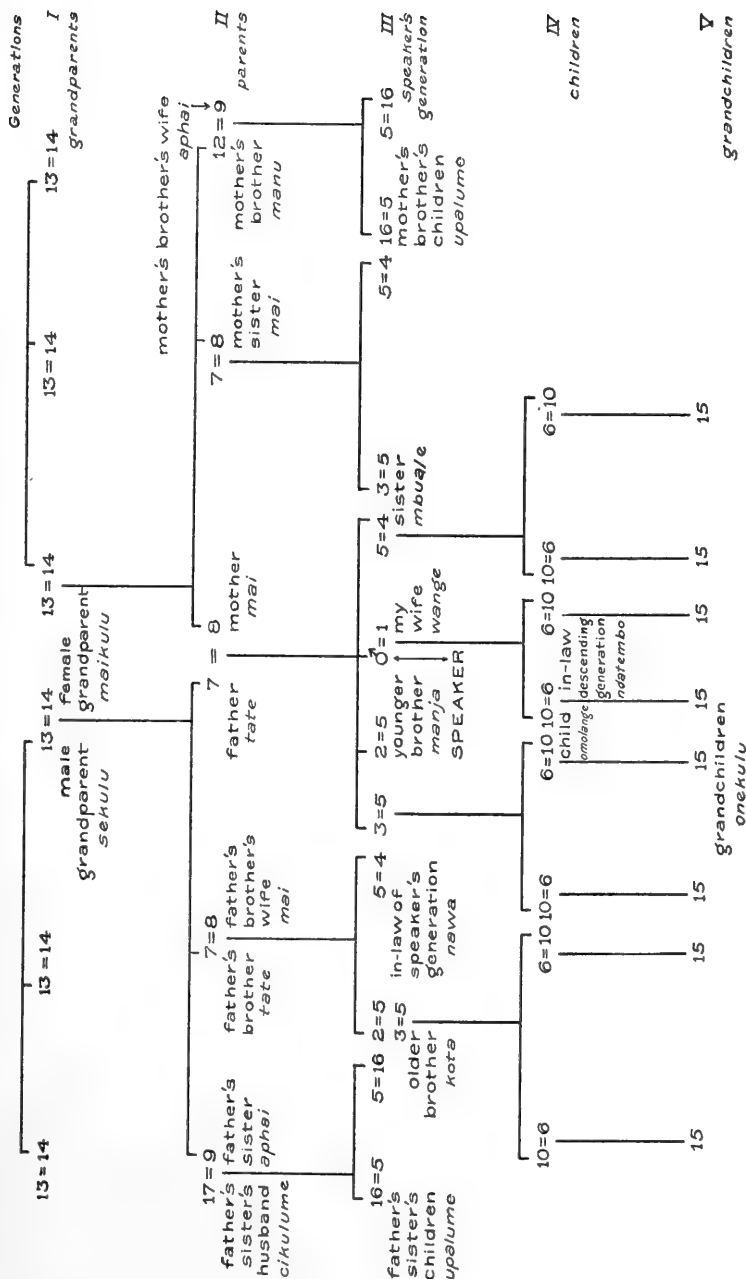 Generations
13=14 13=14 13=14 13=14 13=14 13=14 I
male female grandparents
grandparent grandparent
sekulu maikulu
mother's brother's wife
aphai
17=9 7=8 7 = 8 7=8 12=9 II
father's father's sister father's father's father mother mother's mother's parents
sister's aphai brother brother's tate mai sister brother
husband tate wife mai manu
cikulume mai
16=5 5=16 2=5 5=4 3=5 2=5 ♂=1 5=4 3=5 5=4 16=5 5=16 III
father's older 3=5 in-law of younger my sister mother's speaker's
sister's brother speaker's brother wife mbuale brother's generation
children kota generation manja wange children
upalume nawa SPEAKER upalume
10=6 6=10 10=6 6=10 10=6 6=10 10=6 6=10 IV
child in-law children
omolange descending
generation
ndatembo
15 15 15 15 15 15 15 15 V
grandchildren grandchildren
onekulu